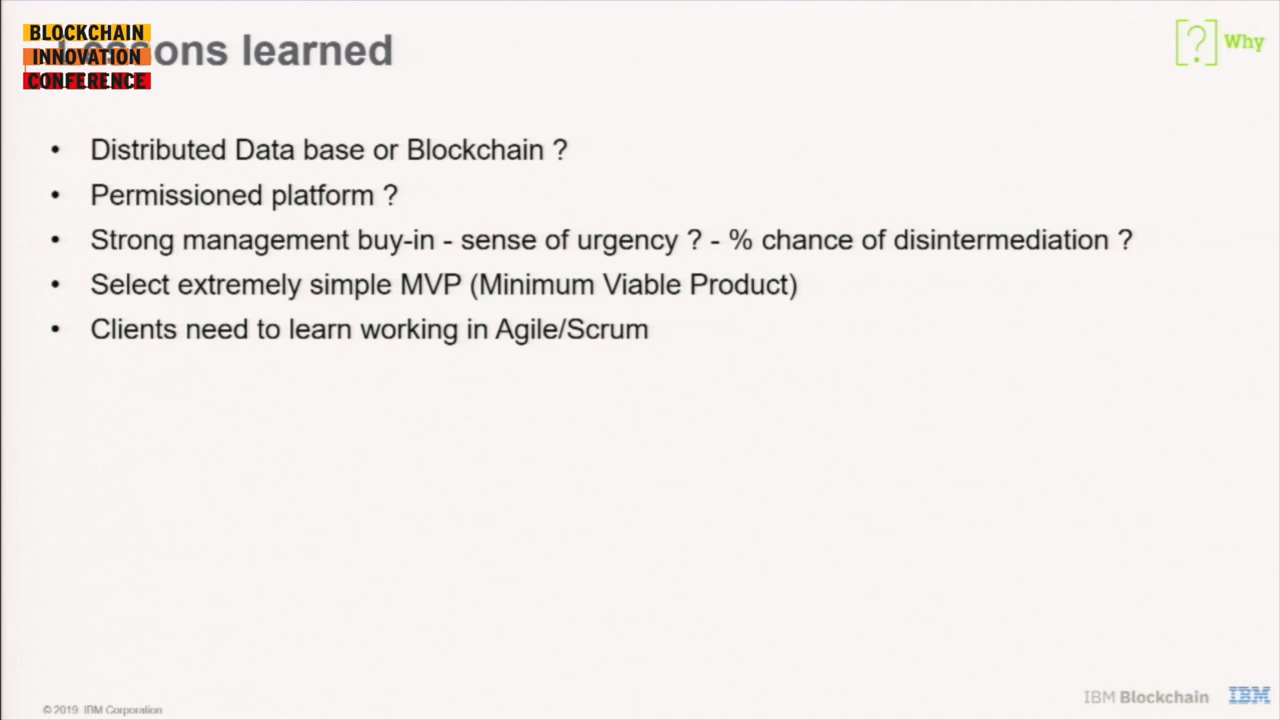 BLOCKCHAIN
INNOVATION
CONFERENCE
Lessons learned
[?] Why
• Distributed Data base or Blockchain ?
• Permissioned platform ?
• Strong management buy-in - sense of urgency ? - % chance of disintermediation ?
• Select extremely simple MVP (Minimum Viable Product)
• Clients need to learn working in Agile/Scrum
© 2019 IBM Corporation
IBM Blockchain
IBM